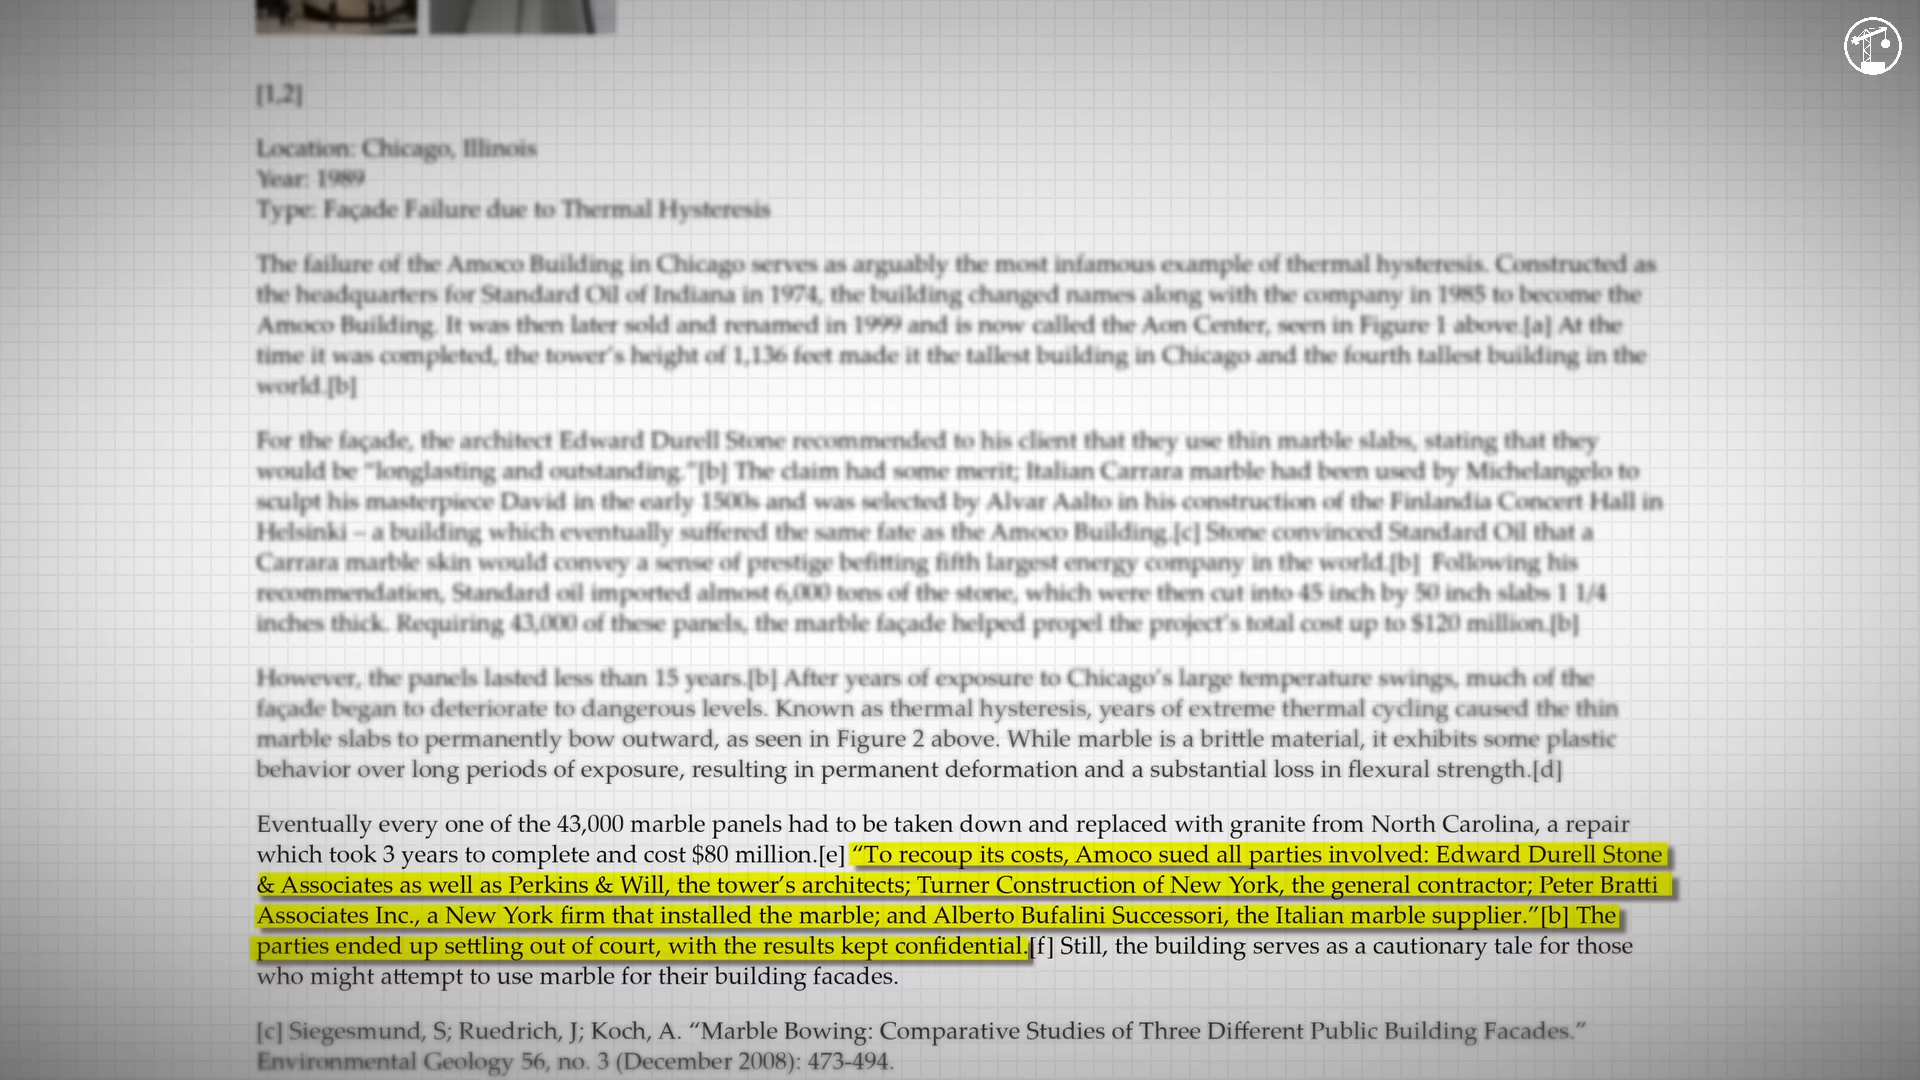 [1,2]
Location: Chicago, Illinois
Year: 1989
Type: Façade Failure due to Thermal Hysteresis
The failure of the Amoco Building in Chicago serves as arguably the most infamous example of thermal hysteresis. Constructed as
the headquarters for Standard Oil of Indiana in 1974, the building changed names along with the company in 1985 to become the
Amoco Building. It was then later sold and renamed in 1999 and is now called the Aon Center, seen in Figure 1 above.[a] At the
time it was completed, the tower's height of 1,136 feet made it the tallest building in Chicago and the fourth tallest building in the
world.[b]
For the façade, the architect Edward Durell Stone recommended to his client that they use thin marble slabs, stating that they
would be “longlasting and outstanding.”[b] The claim had some merit; Italian Carrara marble had been used by Michelangelo to
sculpt his masterpiece David in the early 1500s and was selected by Alvar Aalto in his construction of the Finlandia Concert Hall in
Helsinki – a building which eventually suffered the same fate as the Amoco Building.[c] Stone convinced Standard Oil that a
Carrara marble skin would convey a sense of prestige befitting fifth largest energy company in the world.[b] Following his
recommendation, Standard oil imported almost 6,000 tons of the stone, which were then cut into 45 inch by 50 inch slabs 1 1/4
inches thick. Requiring 43,000 of these panels, the marble façade helped propel the project's total cost up to $120 million.[b]
However, the panels lasted less than 15 years.[b] After years of exposure to Chicago's large temperature swings, much of the
façade began to deteriorate to dangerous levels. Known as thermal hysteresis, years of extreme thermal cycling caused the thin
marble slabs to permanently bow outward, as seen in Figure 2 above. While marble is a brittle material, it exhibits some plastic
behavior over long periods of exposure, resulting in permanent deformation and a substantial loss in flexural strength.[d]
Eventually every one of the 43,000 marble panels had to be taken down and replaced with granite from North Carolina, a repair
which took 3 years to complete and cost $80 million.[e] “To recoup its costs, Amoco sued all parties involved: Edward Durell Stone
& Associates as well as Perkins & Will, the tower's architects; Turner Construction of New York, the general contractor; Peter Bratti
Associates Inc., a New York firm that installed the marble; and Alberto Bufalini Successori, the Italian marble supplier.”[b] The
parties ended up settling out of court, with the results kept confidential.[f] Still, the building serves as a cautionary tale for those
who might attempt to use marble for their building facades.
[c] Siegesmund, S; Ruedrich, J; Koch, A. “Marble Bowing: Comparative Studies of Three Different Public Building Facades.”
Environmental Geology 56, no. 3 (December 2008): 473-494.